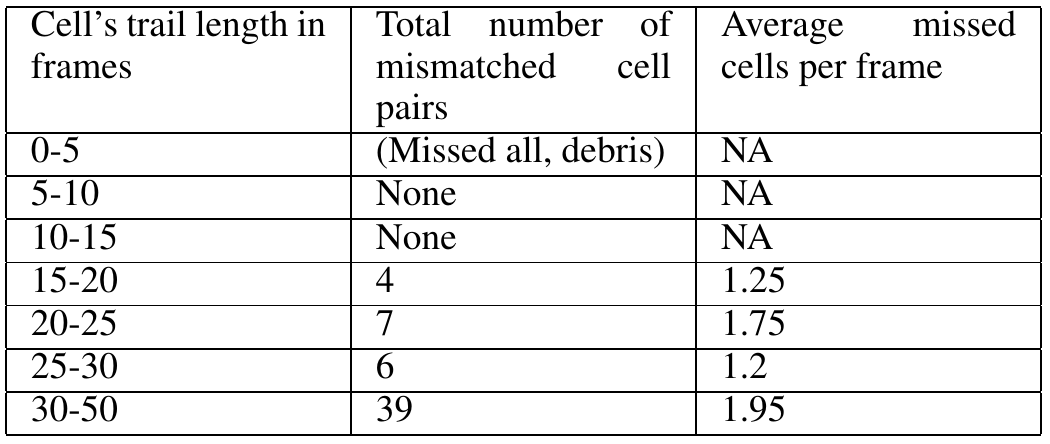 Cell's trail length in frames | Total number of mismatched cell pairs | Average missed cells per frame
0-5 | (Missed all, debris) | NA
5-10 | None | NA
10-15 | None | NA
15-20 | 4 | 1.25
20-25 | 7 | 1.75
25-30 | 6 | 1.2
30-50 | 39 | 1.95